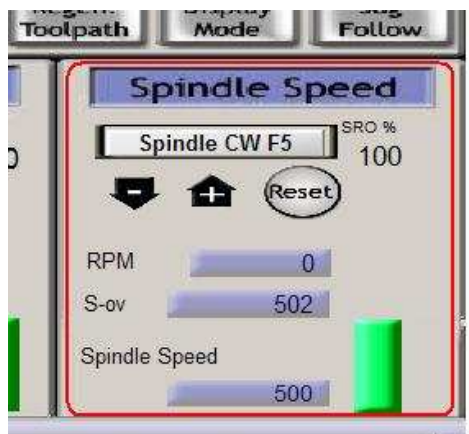 Toolpath
Mode
Follow
Spindle Speed
Spindle CW F5
SRO %
100
- + Reset
RPM 0
S-ov 502
Spindle Speed
500